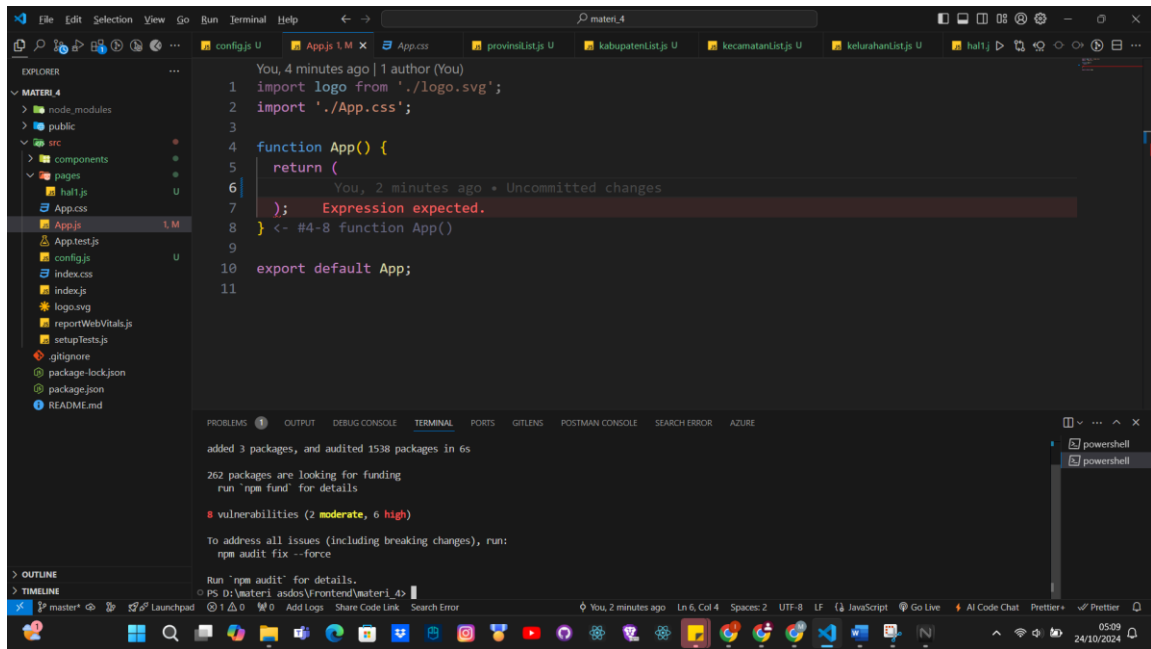 File Edit Selection View Go Run Terminal Help
materi_4
config.js U App.js 1, M App.css provinsiList.js U kabupatenList.js U kecamatanList.js U kelurahanList.js U hal1.j
EXPLORER
MATERI_4
node_modules
public
src
components
pages
hal1.js U
App.css
App.js 1, M
App.test.js
config.js U
index.css
index.js
logo.svg
reportWebVitals.js
setupTests.js
.gitignore
package-lock.json
package.json
README.md
OUTLINE
TIMELINE
You, 4 minutes ago | 1 author (You)
1 import logo from './logo.svg';
2 import './App.css';
3
4 function App() {
5 return (
6 You, 2 minutes ago • Uncommitted changes
7 ); Expression expected.
8 } <- #4-8 function App()
9
10 export default App;
11
PROBLEMS 1 OUTPUT DEBUG CONSOLE TERMINAL PORTS GITLENS POSTMAN CONSOLE SEARCH ERROR AZURE
added 3 packages, and audited 1538 packages in 6s
262 packages are looking for funding
run `npm fund` for details
8 vulnerabilities (2 moderate, 6 high)
To address all issues (including breaking changes), run:
npm audit fix --force
Run `npm audit` for details.
PS D:\materi asdos\Frontend\materi_4>
powershell
powershell
master* Launchpad 1 0 0 Add Logs Share Code Link Search Error You, 2 minutes ago Ln 6, Col 4 Spaces: 2 UTF-8 LF JavaScript Go Live AI Code Chat Prettier+ Prettier
05:09
24/10/2024